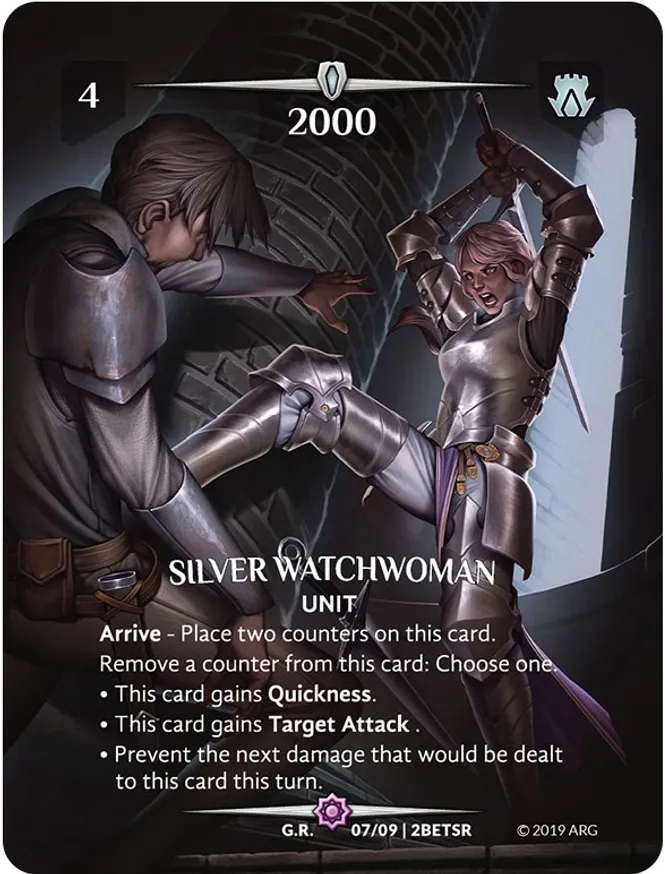 4
2000
SILVER WATCHWOMAN
UNIT
Arrive - Place two counters on this card.
Remove a counter from this card: Choose one.
• This card gains Quickness.
• This card gains Target Attack .
• Prevent the next damage that would be dealt
to this card this turn.
G.R. 07/09 | 2BETSR © 2019 ARG